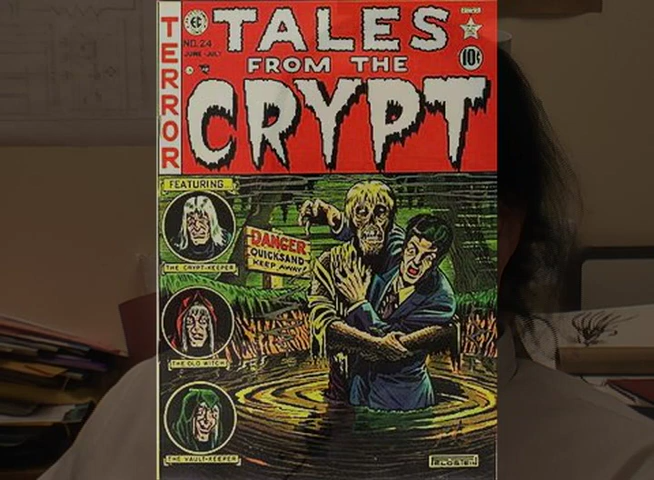 TERROR
EC
NO. 24
JUNE-JULY
TALES
FROM THE
CRYPT
10¢
FEATURING...
THE CRYPT-KEEPER
THE OLD WITCH
THE VAULT-KEEPER
DANGER
QUICKSAND
KEEP AWAY!
FELDSTEIN